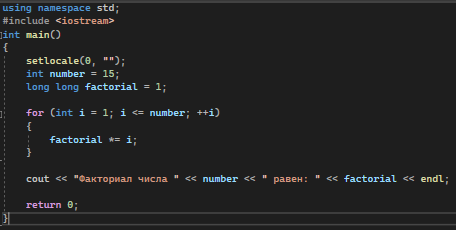 using namespace std;
#include <iostream>
int main()
{
setlocale(0, "");
int number = 15;
long long factorial = 1;
for (int i = 1; i <= number; ++i)
{
factorial *= i;
}
cout << "Факториал числа " << number << " равен: " << factorial << endl;
return 0;
}